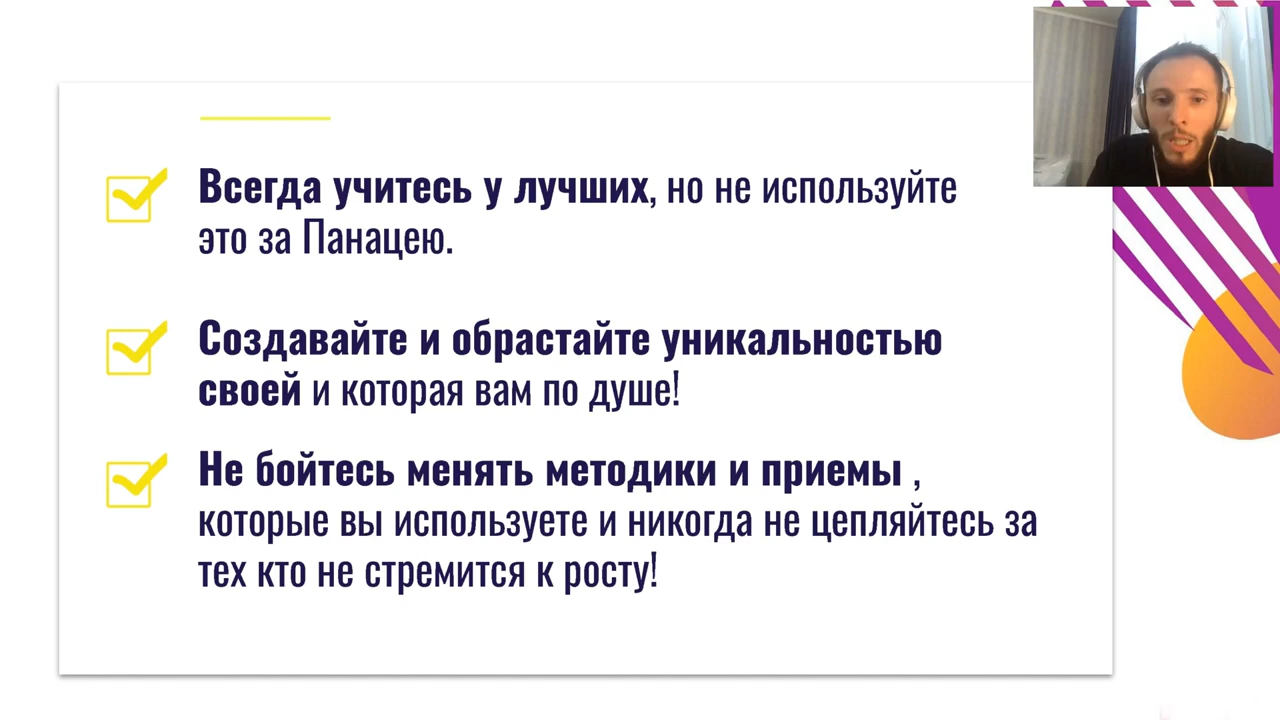 Всегда учитесь у лучших, но не используйте
это за Панацею.
Создавайте и обрастайте уникальностью
своей и которая вам по душе!
Не бойтесь менять методики и приемы ,
которые вы используете и никогда не цепляйтесь за
тех кто не стремится к росту!